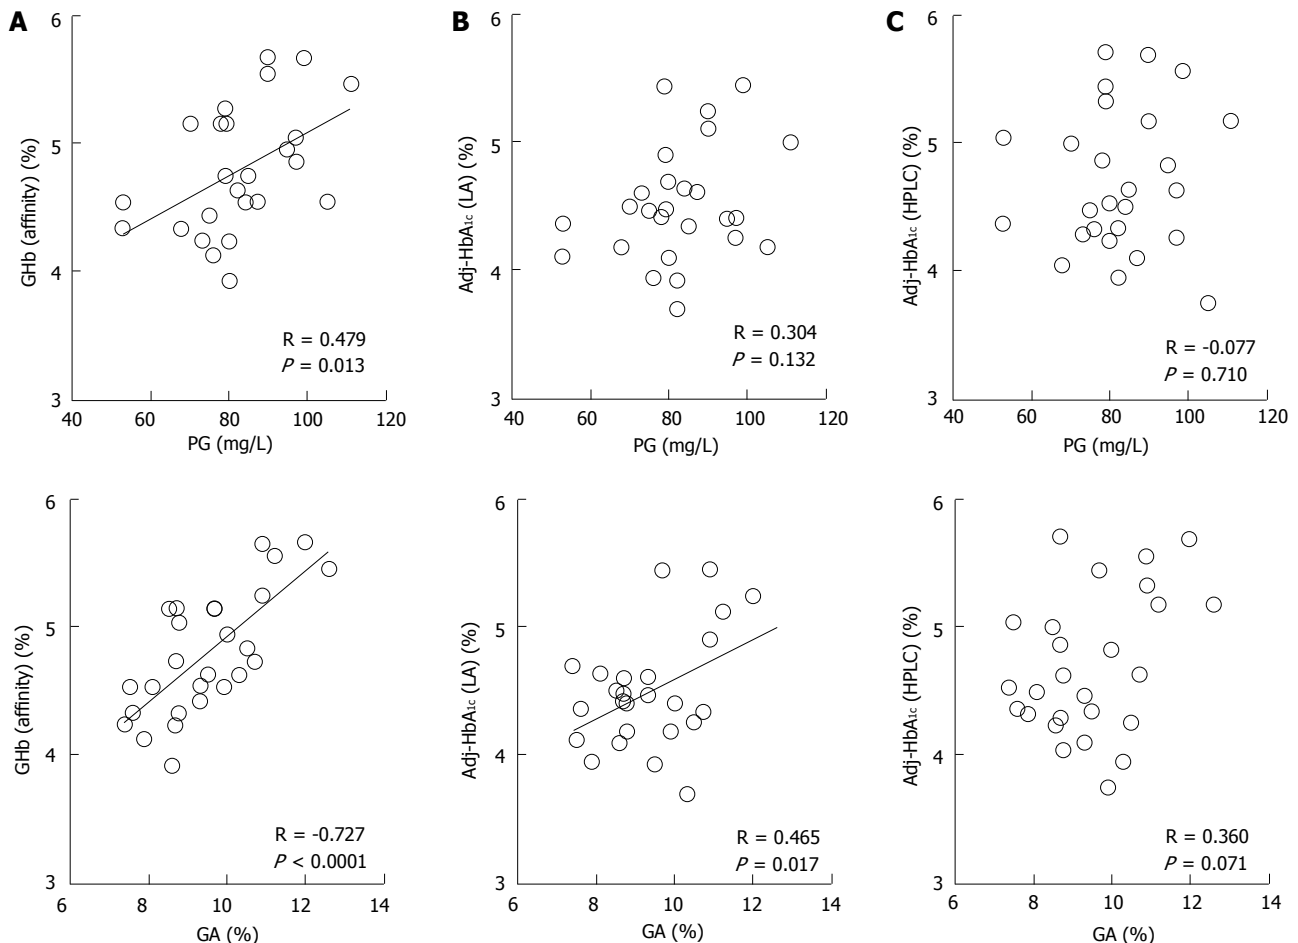 A
6
5
4
3
GHb (affinity) (%)
R = 0.479
P = 0.013
40 60 80 100 120
PG (mg/L)
B
6
5
4
3
Adj-HbA1c (LA) (%)
R = 0.304
P = 0.132
40 60 80 100 120
PG (mg/L)
C
6
5
4
3
Adj-HbA1c (HPLC) (%)
R = -0.077
P = 0.710
40 60 80 100 120
PG (mg/L)
6
5
4
3
GHb (affinity) (%)
R = -0.727
P < 0.0001
6 8 10 12 14
GA (%)
6
5
4
3
Adj-HbA1c (LA) (%)
R = 0.465
P = 0.017
6 8 10 12 14
GA (%)
6
5
4
3
Adj-HbA1c (HPLC) (%)
R = 0.360
P = 0.071
6 8 10 12 14
GA (%)